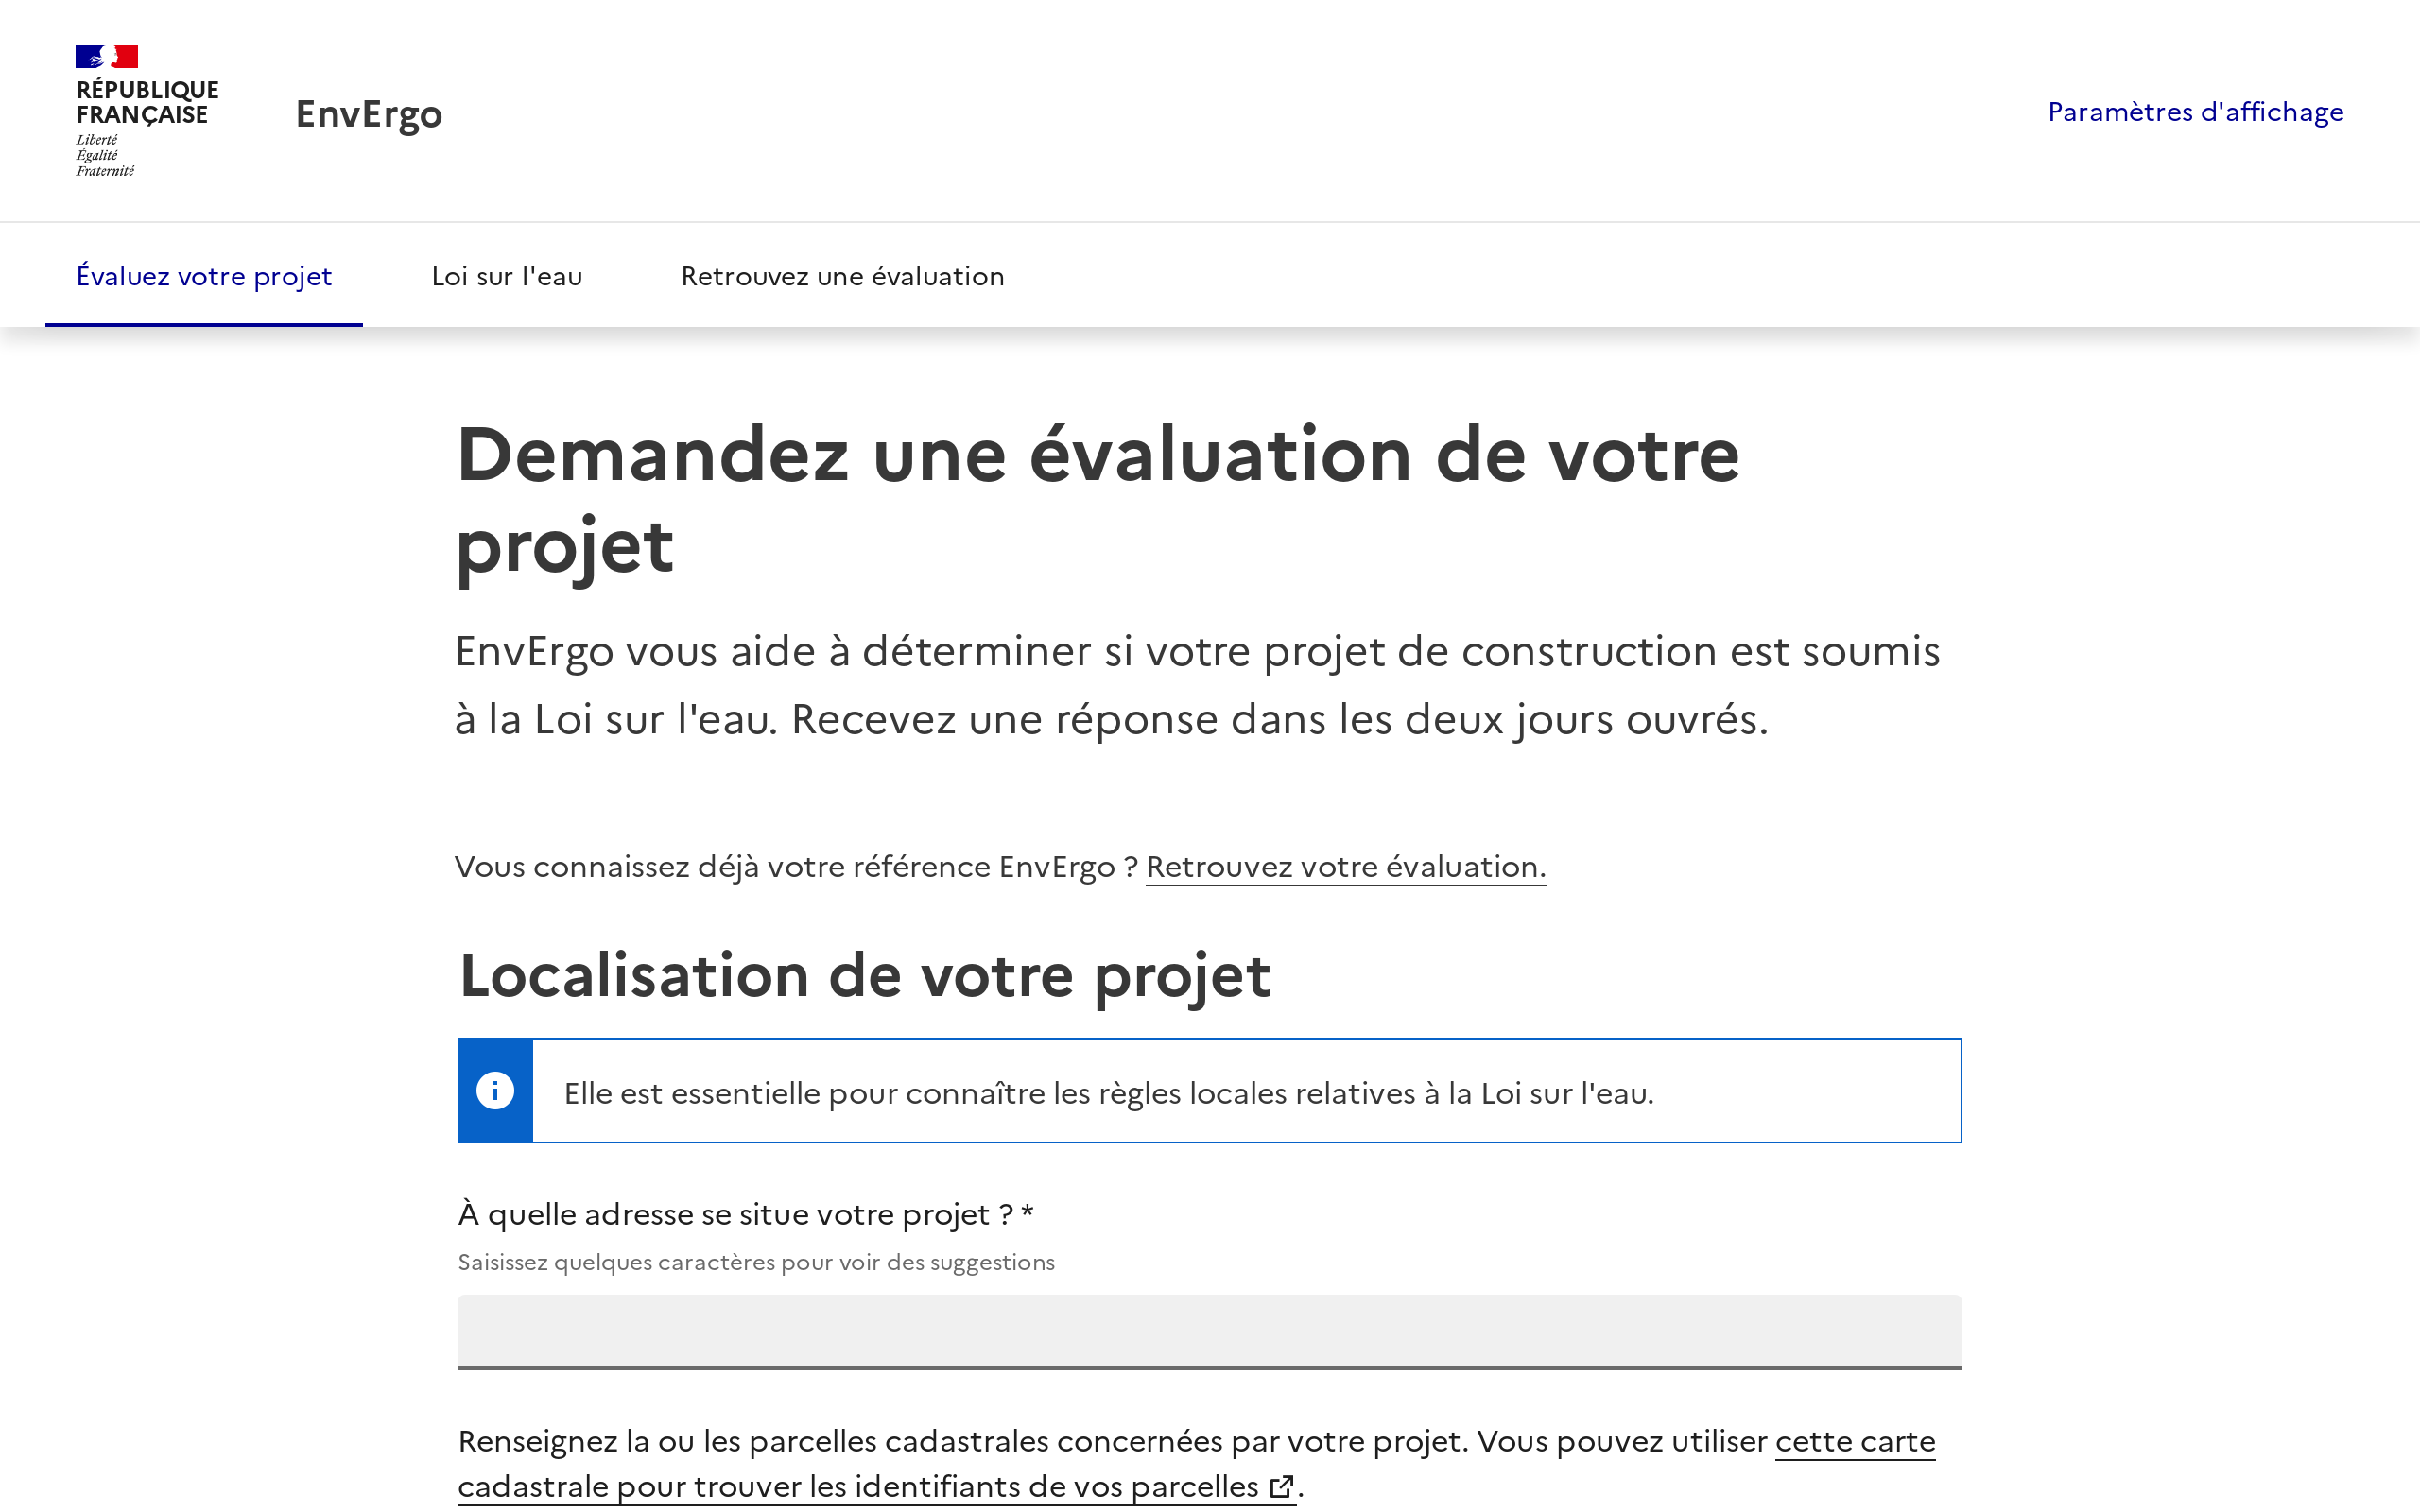 RÉPUBLIQUE
FRANÇAISE
Liberté
Égalité
Fraternité
EnvErgo
Paramètres d'affichage
Évaluez votre projet
Loi sur l'eau
Retrouvez une évaluation
Demandez une évaluation de votre
projet
EnvErgo vous aide à déterminer si votre projet de construction est soumis
à la Loi sur l'eau. Recevez une réponse dans les deux jours ouvrés.
Vous connaissez déjà votre référence EnvErgo ? Retrouvez votre évaluation.
Localisation de votre projet
Elle est essentielle pour connaître les règles locales relatives à la Loi sur l'eau.
À quelle adresse se situe votre projet ? *
Saisissez quelques caractères pour voir des suggestions
Renseignez la ou les parcelles cadastrales concernées par votre projet. Vous pouvez utiliser cette carte
cadastrale pour trouver les identifiants de vos parcelles.